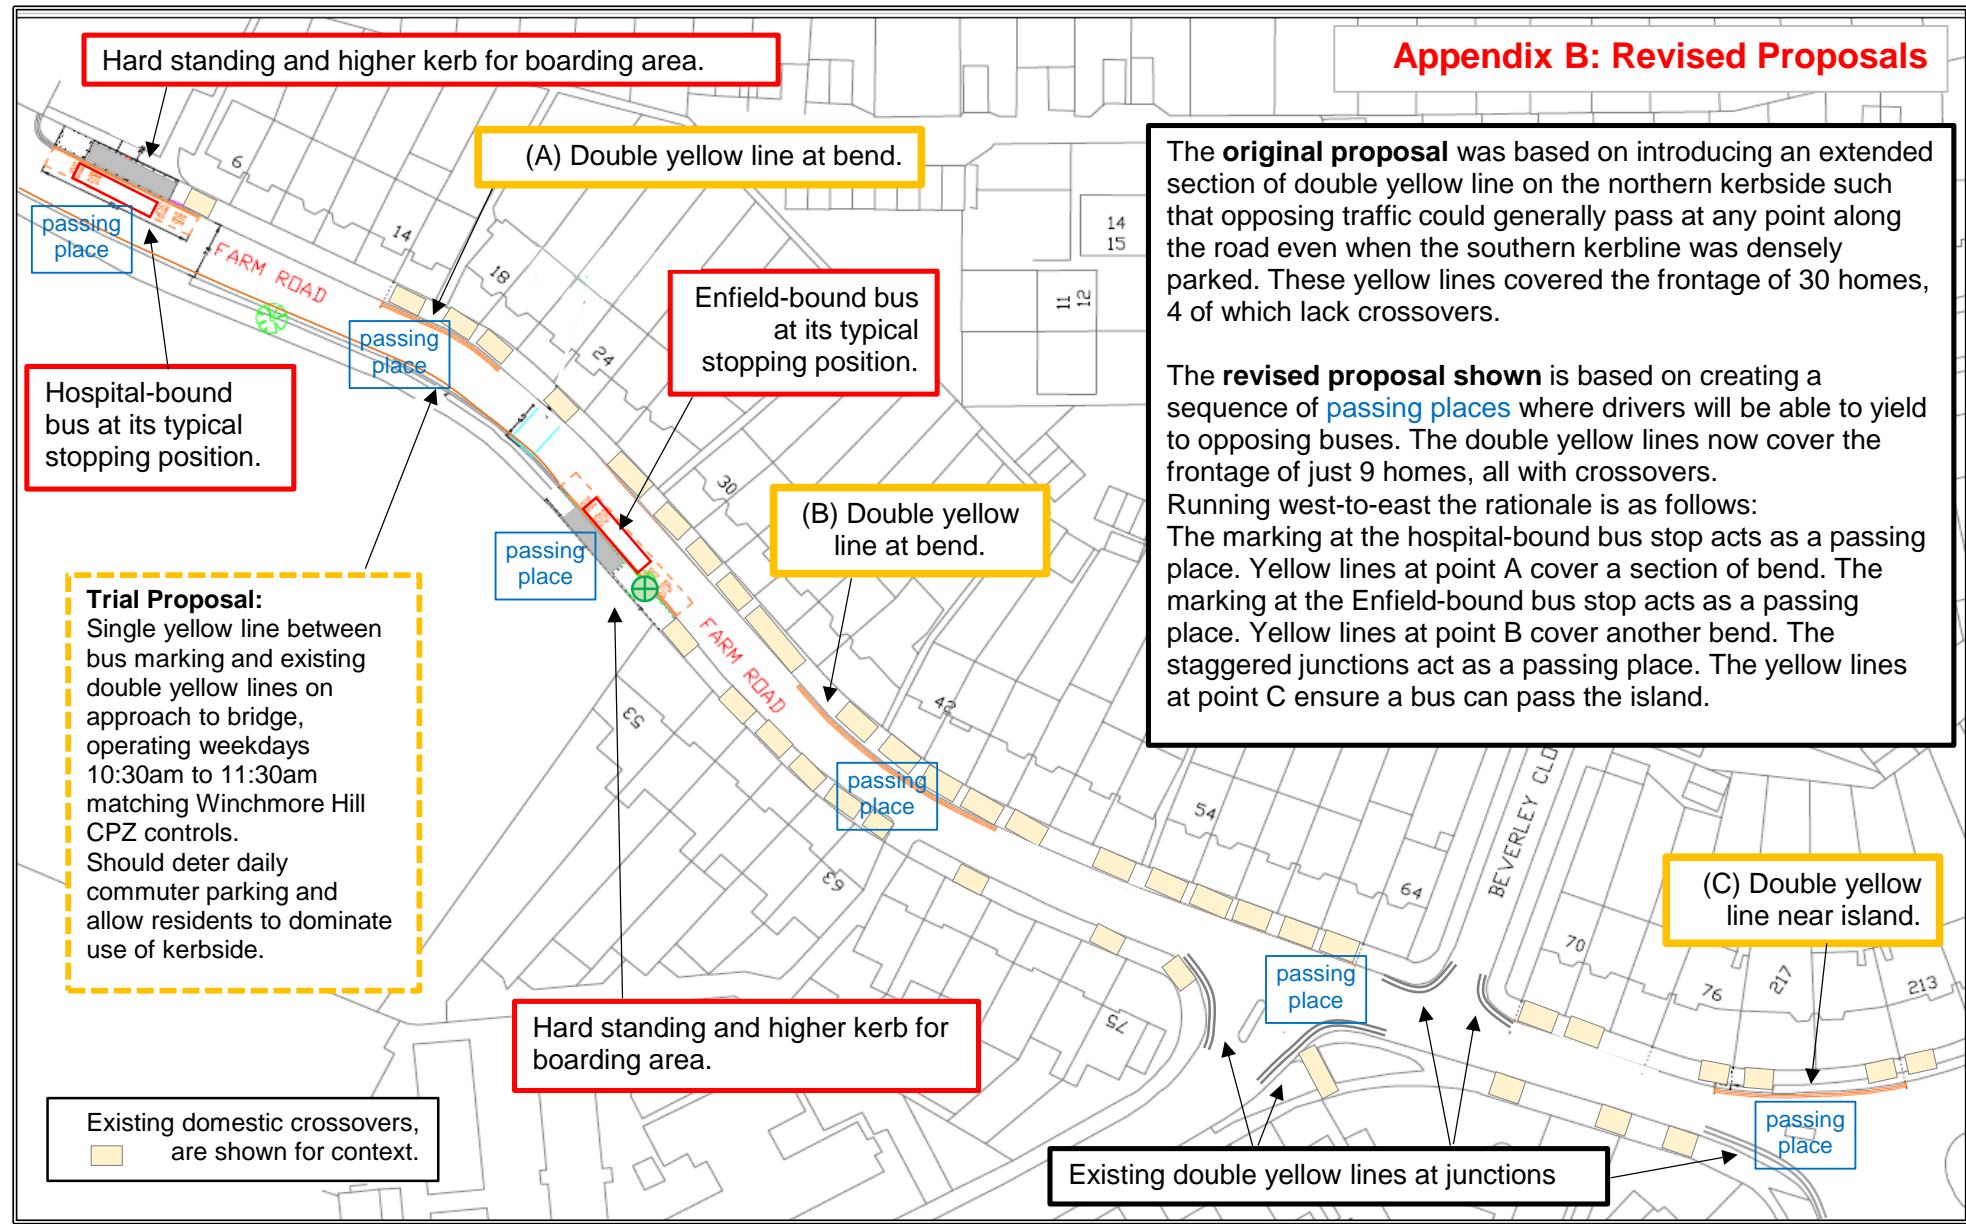 Appendix B: Revised Proposals
Hard standing and higher kerb for boarding area.
(A) Double yellow line at bend.
The original proposal was based on introducing an extended
section of double yellow line on the northern kerbside such
that opposing traffic could generally pass at any point along
the road even when the southern kerbline was densely
parked. These yellow lines covered the frontage of 30 homes,
4 of which lack crossovers.
The revised proposal shown is based on creating a
sequence of passing places where drivers will be able to yield
to opposing buses. The double yellow lines now cover the
frontage of just 9 homes, all with crossovers.
Running west-to-east the rationale is as follows:
The marking at the hospital-bound bus stop acts as a passing
place. Yellow lines at point A cover a section of bend. The
marking at the Enfield-bound bus stop acts as a passing
place. Yellow lines at point B cover another bend. The
staggered junctions act as a passing place. The yellow lines
at point C ensure a bus can pass the island.
6
14
18
24
30
42
54
64
70
76
217
213
14
15
11
12
53
63
75
passing
place
FARM ROAD
passing
place
Enfield-bound bus
at its typical
stopping position.
Hospital-bound
bus at its typical
stopping position.
(B) Double yellow
line at bend.
passing
place
Trial Proposal:
Single yellow line between
bus marking and existing
double yellow lines on
approach to bridge,
operating weekdays
10:30am to 11:30am
matching Winchmore Hill
CPZ controls.
Should deter daily
commuter parking and
allow residents to dominate
use of kerbside.
FARM ROAD
passing
place
BEVERLEY CLO
(C) Double yellow
line near island.
passing
place
Hard standing and higher kerb for
boarding area.
passing
place
Existing domestic crossovers,
are shown for context.
Existing double yellow lines at junctions